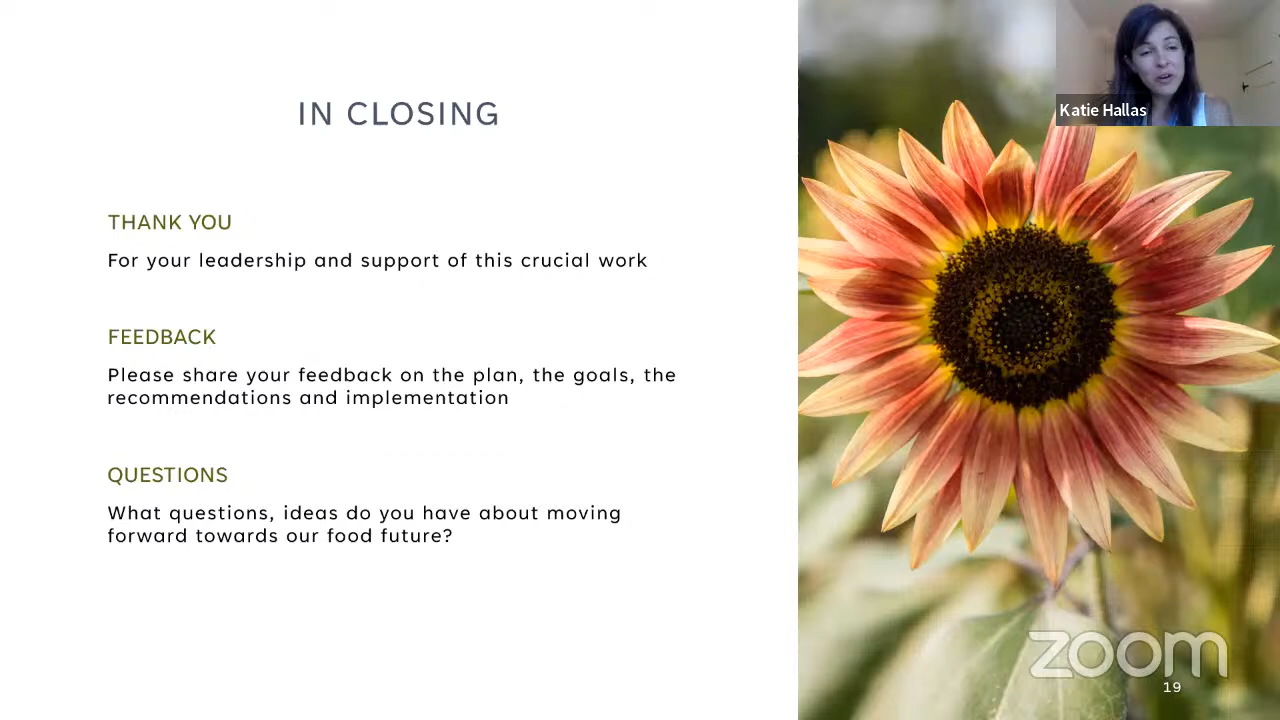 IN CLOSING
THANK YOU
For your leadership and support of this crucial work
FEEDBACK
Please share your feedback on the plan, the goals, the
recommendations and implementation
QUESTIONS
What questions, ideas do you have about moving
forward towards our food future?
Katie Hallas
zoom
19